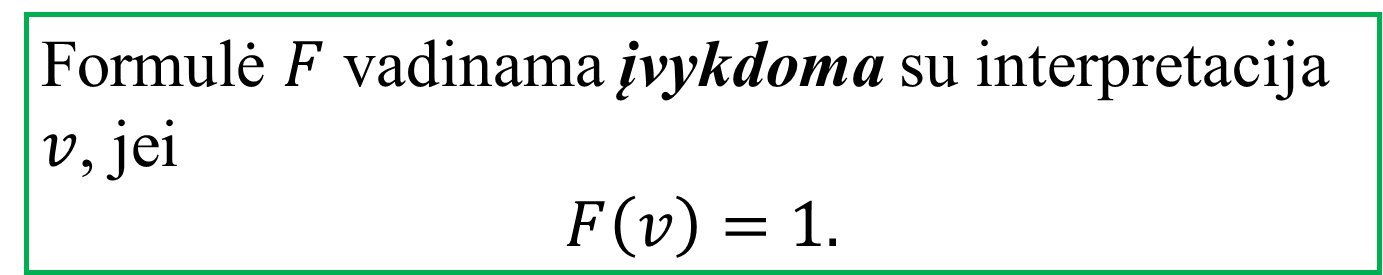 Formulė 𝐹 vadinama įvykdoma su interpretacija
𝑣, jei
𝐹(𝑣) = 1.